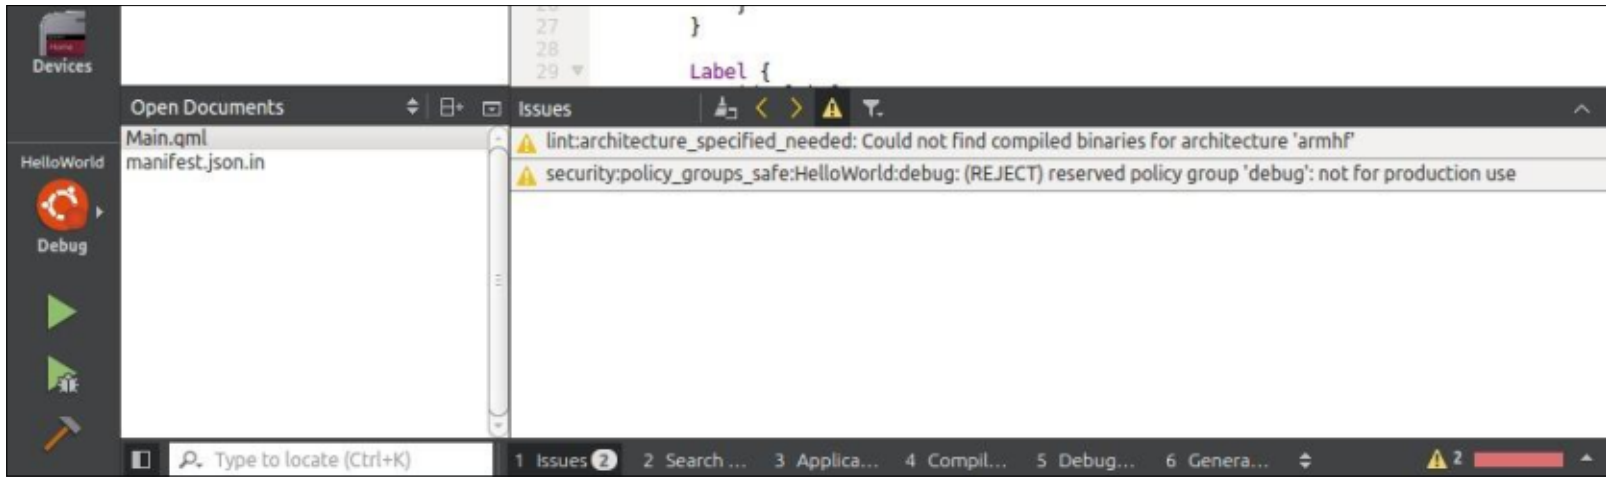 Home
Devices
HelloWorld
Debug
Open Documents
Main.qml
manifest.json.in
27
}
28
29
Label {
Issues
lint:architecture_specified_needed: Could not find compiled binaries for architecture 'armhf'
security:policy_groups_safe:HelloWorld:debug: (REJECT) reserved policy group 'debug': not for production use
Type to locate (Ctrl+K)
1 Issues 2
2 Search ...
3 Applica...
4 Compil...
5 Debug...
6 Genera...
2